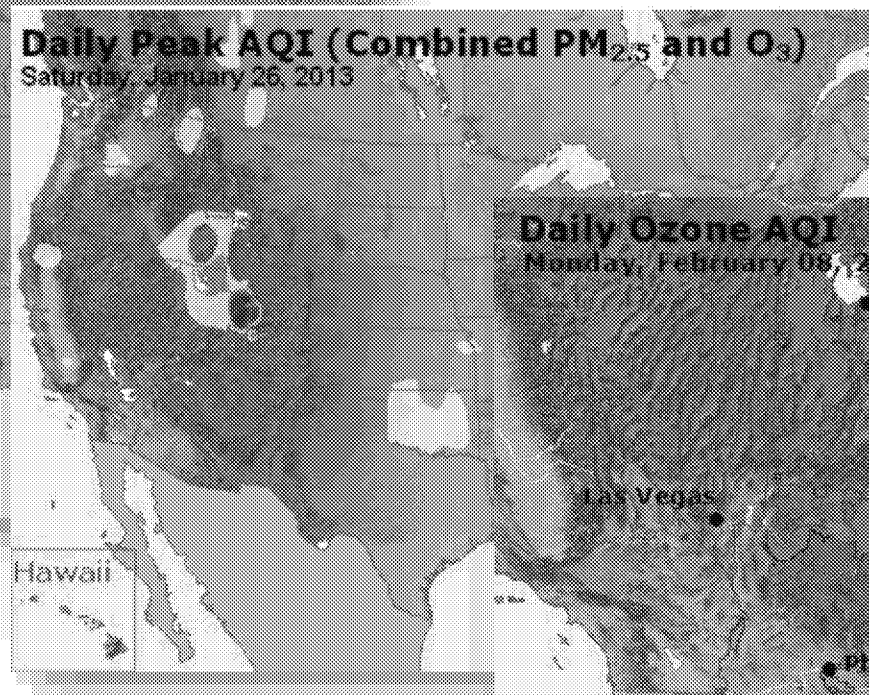 Daily Peak AQI (Combined PM₂.₅ and O₃)
Saturday, January 26, 2013
Daily Ozone AQI
Monday, February 08, 2
Las Vegas
Hawaii